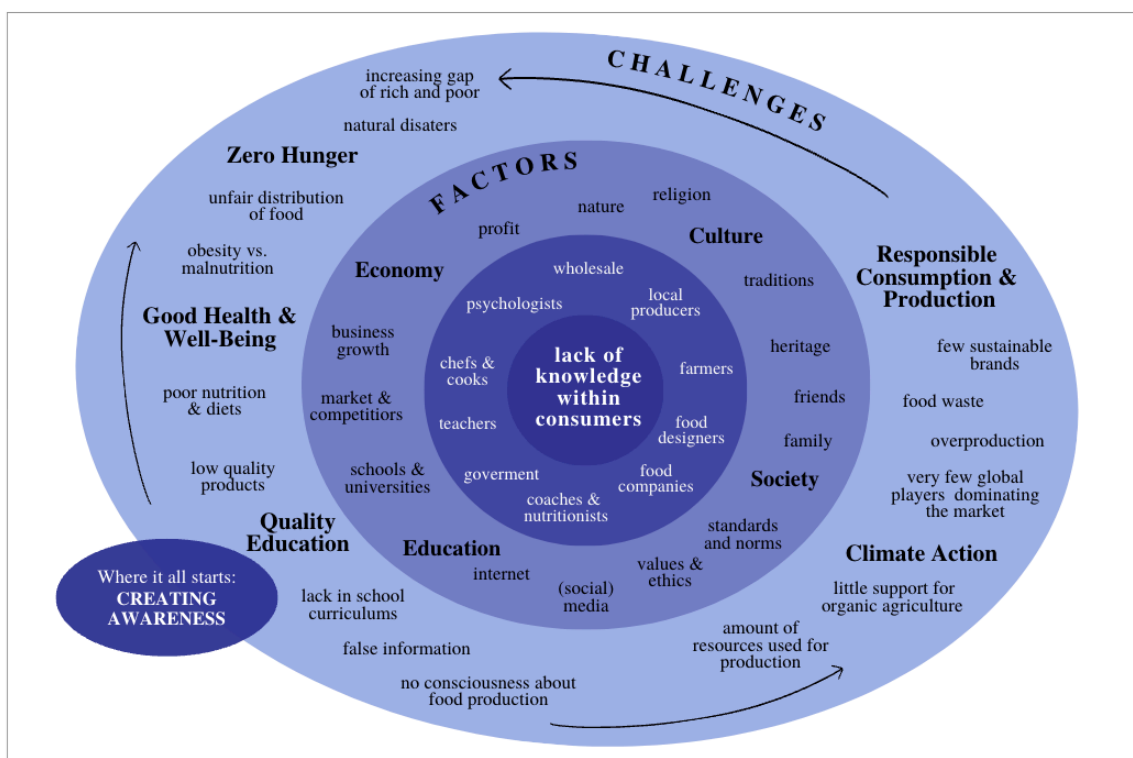 CHALLENGES
increasing gap
of rich and poor
natural disaters
Zero Hunger
unfair distribution
of food
obesity vs.
malnutrition
Good Health &
Well-Being
poor nutrition
& diets
low quality
products
Quality
Education
Where it all starts:
CREATING
AWARENESS
lack in school
curriculums
false information
no consciousness about
food production
amount of
resources used for
production
little support for
organic agriculture
Climate Action
very few global
players dominating
the market
overproduction
food waste
few sustainable
brands
Responsible
Consumption &
Production
FACTORS
religion
nature
profit
Culture
Economy
traditions
business
growth
heritage
market &
competitiors
friends
family
schools &
universities
Society
Education
standards
and norms
internet
values &
ethics
(social)
media
wholesale
psychologists
local
producers
chefs &
cooks
farmers
teachers
food
designers
goverment
food
companies
coaches &
nutritionists
lack of
knowledge
within
consumers